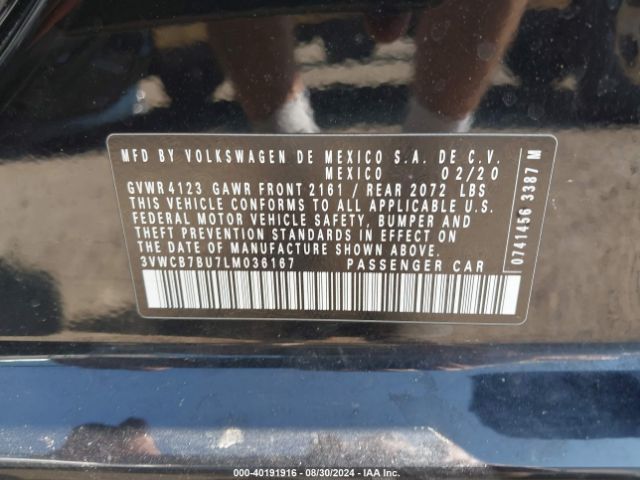 MFD BY VOLKSWAGEN DE MEXICO S.A. DE C.V.
MEXICO 02/20
GVWR 4123 GAWR FRONT 2161 / REAR 2072 LBS
THIS VEHICLE CONFORMS TO ALL APPLICABLE U.S.
FEDERAL MOTOR VEHICLE SAFETY, BUMPER AND
THEFT PREVENTION STANDARDS IN EFFECT ON
THE DATE OF MANUFACTURE SHOWN ABOVE.
3VWCB7BU7LM036167 PASSENGER CAR
0741456 3387 M
000-40191916 - 08/30/2024 - IAA Inc.